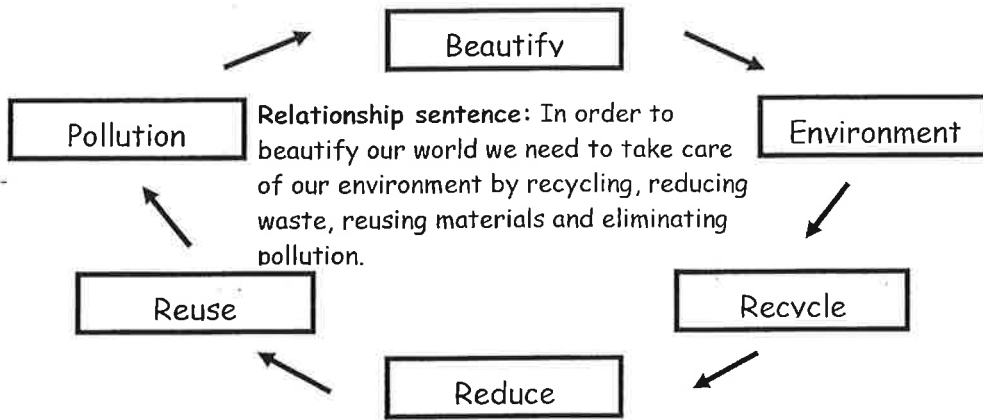 Beautify
Pollution
Environment
Relationship sentence: In order to
beautify our world we need to take care
of our environment by recycling, reducing
waste, reusing materials and eliminating
pollution.
Reuse
Recycle
Reduce